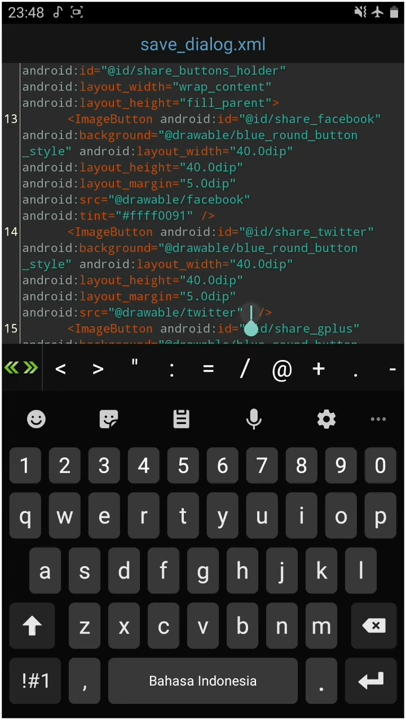 23:48
save_dialog.xml
android:id="@id/share_buttons_holder"
android:layout_width="wrap_content"
android:layout_height="fill_parent">
13 <ImageButton android:id="@id/share_facebook"
android:background="@drawable/blue_round_button
_style" android:layout_width="40.0dip"
android:layout_height="40.0dip"
android:layout_margin="5.0dip"
android:src="@drawable/facebook"
android:tint="#ffff0091" />
14 <ImageButton android:id="@id/share_twitter"
android:background="@drawable/blue_round_button
_style" android:layout_width="40.0dip"
android:layout_height="40.0dip"
android:layout_margin="5.0dip"
android:src="@drawable/twitter" />
15 <ImageButton android:id="@id/share_gplus"
« » < > " : = / @ + . -
1 2 3 4 5 6 7 8 9 0
q w e r t y u i o p
a s d f g h j k l
z x c v b n m
!#1 , Bahasa Indonesia .